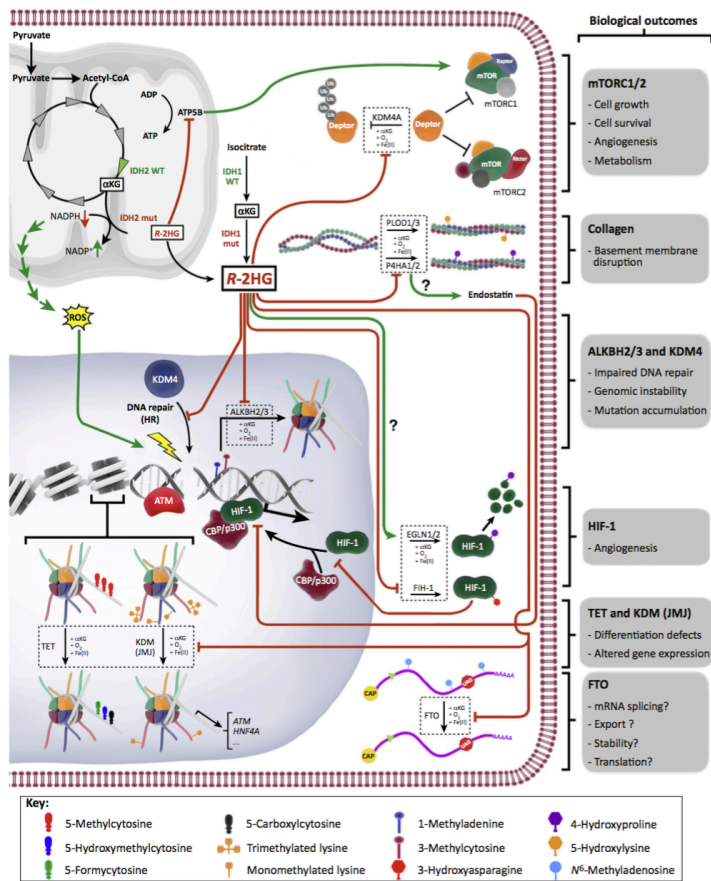 Biological outcomes
Pyruvate
Pyruvate
Acetyl-CoA
ADP
ATP5B
ATP
IDH2 WT
αKG
NADPH
IDH2 mut
R-2HG
NADP+
ROS
Isocitrate
IDH1
WT
αKG
IDH1
mut
R-2HG
Ub
Ub
Ub
Ub
Deptor
KDM4A
+ αKG
+ O2
+ Fe(II)
Deptor
Raptor
mTOR
mTORC1
mTOR
Rictor
mTORC2
mTORC1/2
- Cell growth
- Cell survival
- Angiogenesis
- Metabolism
PLOD1/3
+ αKG
+ O2
+ Fe(II)
P4HA1/2
?
Endostatin
Collagen
- Basement membrane
disruption
KDM4
DNA repair
(HR)
ALKBH2/3
+ αKG
+ O2
+ Fe(II)
?
ALKBH2/3 and KDM4
- Impaired DNA repair
- Genomic instability
- Mutation accumulation
ATM
HIF-1
CBP/p300
HIF-1
CBP/p300
EGLN1/2
+ αKG
+ O2
+ Fe(II)
FIH-1
HIF-1
HIF-1
HIF-1
- Angiogenesis
TET
+ αKG
+ O2
+ Fe(II)
KDM
(JMJ)
+ αKG
+ O2
+ Fe(II)
ATM
HNF4A
...
TET and KDM (JMJ)
- Differentiation defects
- Altered gene expression
CAP
AAAAA
FTO
+ αKG
+ O2
+ Fe(II)
CAP
AAAAA
FTO
- mRNA splicing?
- Export ?
- Stability?
- Translation?
Key:
5-Methylcytosine
5-Carboxylcytosine
1-Methyladenine
4-Hydroxyproline
5-Hydroxymethylcytosine
Trimethylated lysine
3-Methylcytosine
5-Hydroxylysine
5-Formycytosine
Monomethylated lysine
3-Hydroxyasparagine
N6-Methyladenosine